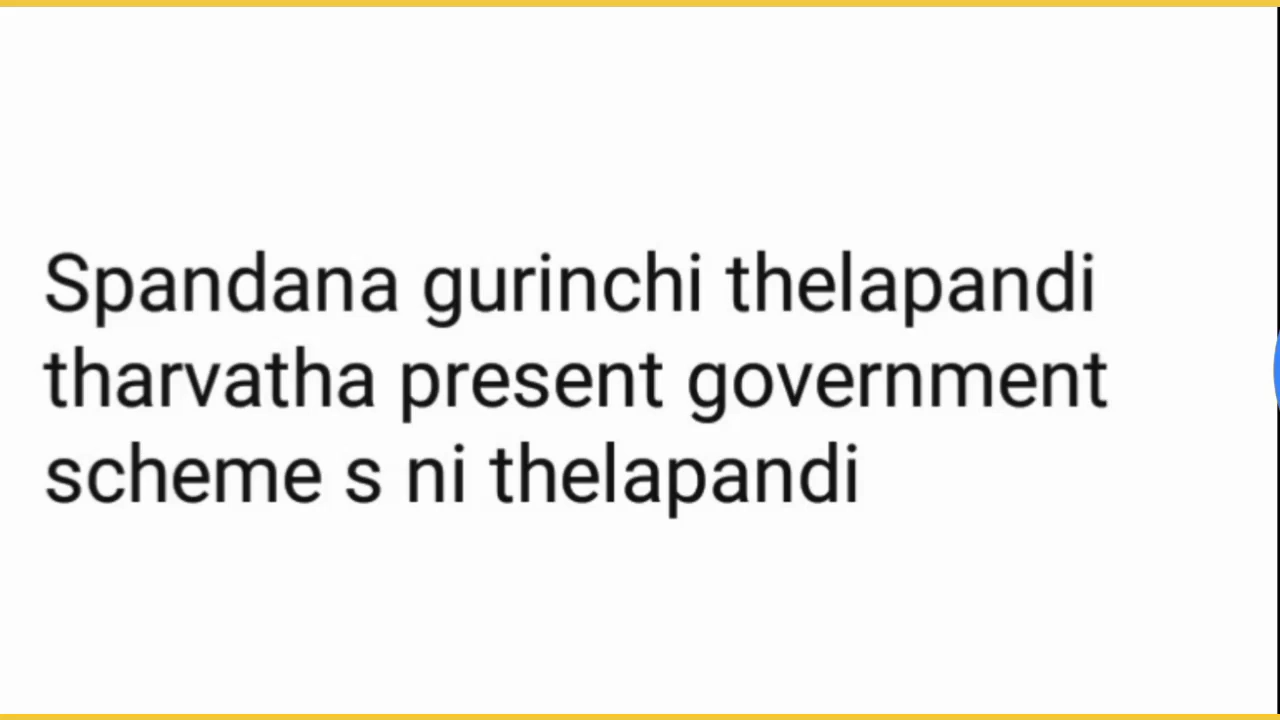 Spandana gurinchi thelapandi
tharvatha present government
scheme s ni thelapandi